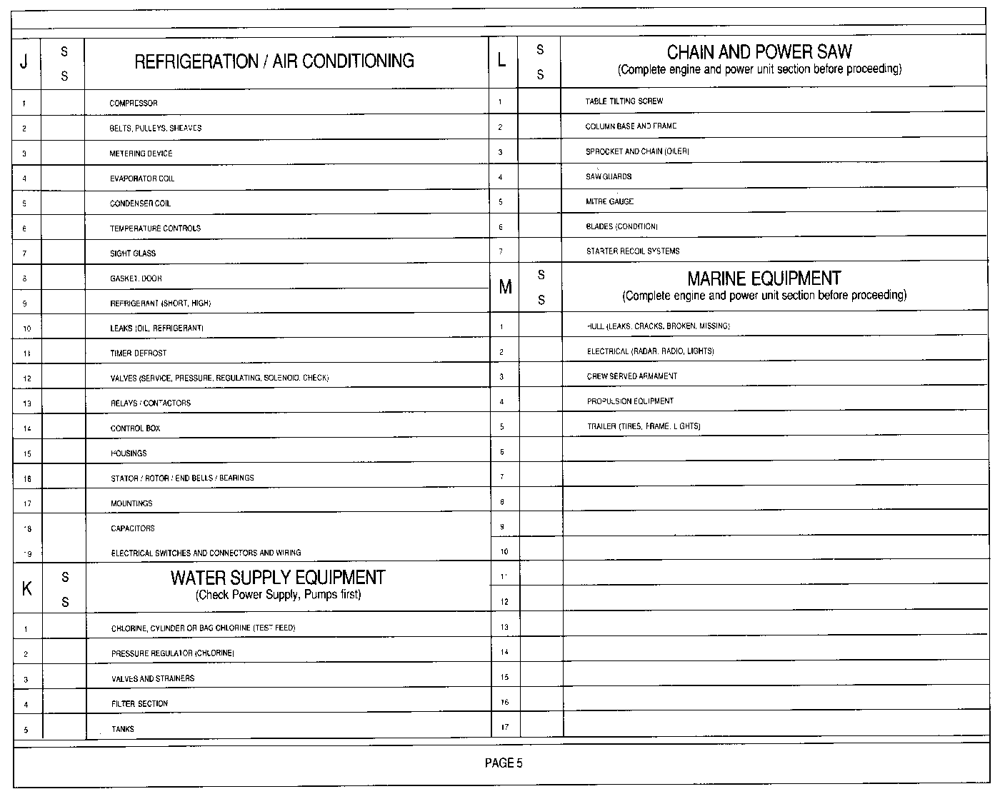 J
S
S
REFRIGERATION / AIR CONDITIONING
1 COMPRESSOR
2 BELTS, PULLEYS, SHEAVES
3 METERING DEVICE
4 EVAPORATOR COIL
5 CONDENSER COIL
6 TEMPERATURE CONTROLS
7 SIGHT GLASS
8 GASKET, DOOR
9 REFRIGERANT (SHORT, HIGH)
10 LEAKS (OIL, REFRIGERANT)
11 TIMER DEFROST
12 VALVES (SERVICE, PRESSURE, REGULATING, SOLENOID, CHECK)
13 RELAYS / CONTACTORS
14 CONTROL BOX
15 HOUSINGS
16 STATOR / ROTOR / END BELLS / BEARINGS
17 MOUNTINGS
18 CAPACITORS
19 ELECTRICAL SWITCHES AND CONNECTORS AND WIRING
K
S
S
WATER SUPPLY EQUIPMENT
(Check Power Supply, Pumps first)
1 CHLORINE, CYLINDER OR BAG CHLORINE (TEST FEED)
2 PRESSURE REGULATOR (CHLORINE)
3 VALVES AND STRAINERS
4 FILTER SECTION
5 TANKS
L
S
S
CHAIN AND POWER SAW
(Complete engine and power unit section before proceeding)
1 TABLE TILTING SCREW
2 COLUMN BASE AND FRAME
3 SPROCKET AND CHAIN (OILER)
4 SAW GUARDS
5 MITRE GAUGE
6 BLADES (CONDITION)
7 STARTER RECOIL SYSTEMS
M
S
S
MARINE EQUIPMENT
(Complete engine and power unit section before proceeding)
1 HULL (LEAKS, CRACKS, BROKEN, MISSING)
2 ELECTRICAL (RADAR, RADIO, LIGHTS)
3 CREW SERVED ARMAMENT
4 PROPULSION EQUIPMENT
5 TRAILER (TIRES, FRAME, LIGHTS)
6
7
8
9
10
11
12
13
14
15
16
17
PAGE 5